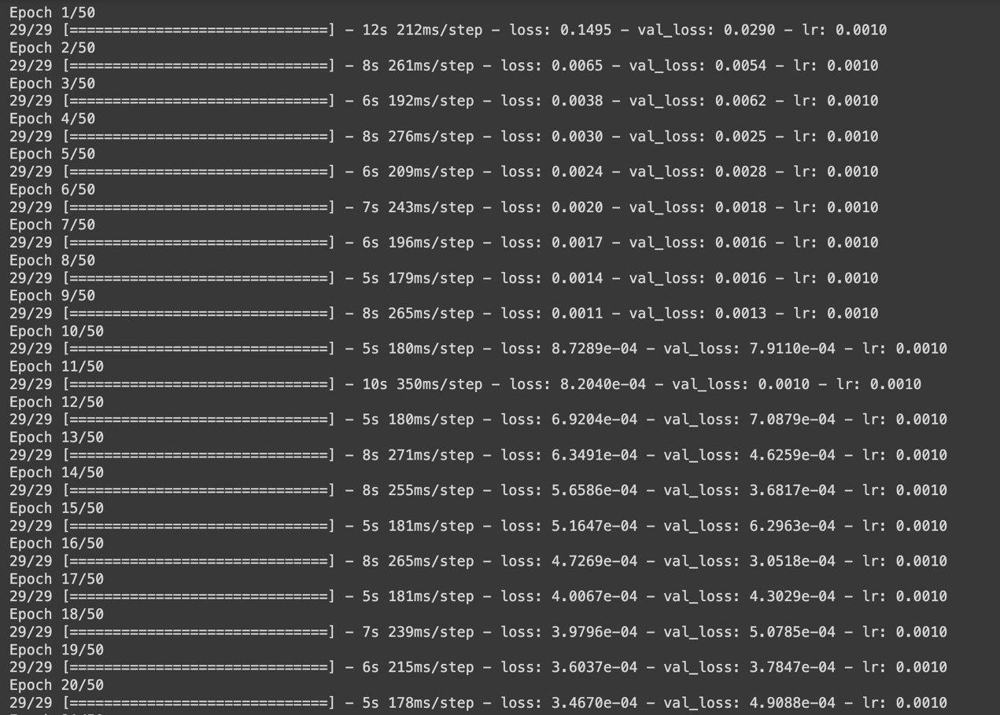 Epoch 1/50
29/29 [==============================] - 12s 212ms/step - loss: 0.1495 - val_loss: 0.0290 - lr: 0.0010
Epoch 2/50
29/29 [==============================] - 8s 261ms/step - loss: 0.0065 - val_loss: 0.0054 - lr: 0.0010
Epoch 3/50
29/29 [==============================] - 6s 192ms/step - loss: 0.0038 - val_loss: 0.0062 - lr: 0.0010
Epoch 4/50
29/29 [==============================] - 8s 276ms/step - loss: 0.0030 - val_loss: 0.0025 - lr: 0.0010
Epoch 5/50
29/29 [==============================] - 6s 209ms/step - loss: 0.0024 - val_loss: 0.0028 - lr: 0.0010
Epoch 6/50
29/29 [==============================] - 7s 243ms/step - loss: 0.0020 - val_loss: 0.0018 - lr: 0.0010
Epoch 7/50
29/29 [==============================] - 6s 196ms/step - loss: 0.0017 - val_loss: 0.0016 - lr: 0.0010
Epoch 8/50
29/29 [==============================] - 5s 179ms/step - loss: 0.0014 - val_loss: 0.0016 - lr: 0.0010
Epoch 9/50
29/29 [==============================] - 8s 265ms/step - loss: 0.0011 - val_loss: 0.0013 - lr: 0.0010
Epoch 10/50
29/29 [==============================] - 5s 180ms/step - loss: 8.7289e-04 - val_loss: 7.9110e-04 - lr: 0.0010
Epoch 11/50
29/29 [==============================] - 10s 350ms/step - loss: 8.2040e-04 - val_loss: 0.0010 - lr: 0.0010
Epoch 12/50
29/29 [==============================] - 5s 180ms/step - loss: 6.9204e-04 - val_loss: 7.0879e-04 - lr: 0.0010
Epoch 13/50
29/29 [==============================] - 8s 271ms/step - loss: 6.3491e-04 - val_loss: 4.6259e-04 - lr: 0.0010
Epoch 14/50
29/29 [==============================] - 8s 255ms/step - loss: 5.6586e-04 - val_loss: 3.6817e-04 - lr: 0.0010
Epoch 15/50
29/29 [==============================] - 5s 181ms/step - loss: 5.1647e-04 - val_loss: 6.2963e-04 - lr: 0.0010
Epoch 16/50
29/29 [==============================] - 8s 265ms/step - loss: 4.7269e-04 - val_loss: 3.0518e-04 - lr: 0.0010
Epoch 17/50
29/29 [==============================] - 5s 181ms/step - loss: 4.0067e-04 - val_loss: 4.3029e-04 - lr: 0.0010
Epoch 18/50
29/29 [==============================] - 7s 239ms/step - loss: 3.9796e-04 - val_loss: 5.0785e-04 - lr: 0.0010
Epoch 19/50
29/29 [==============================] - 6s 215ms/step - loss: 3.6037e-04 - val_loss: 3.7847e-04 - lr: 0.0010
Epoch 20/50
29/29 [==============================] - 5s 178ms/step - loss: 3.4670e-04 - val_loss: 4.9088e-04 - lr: 0.0010